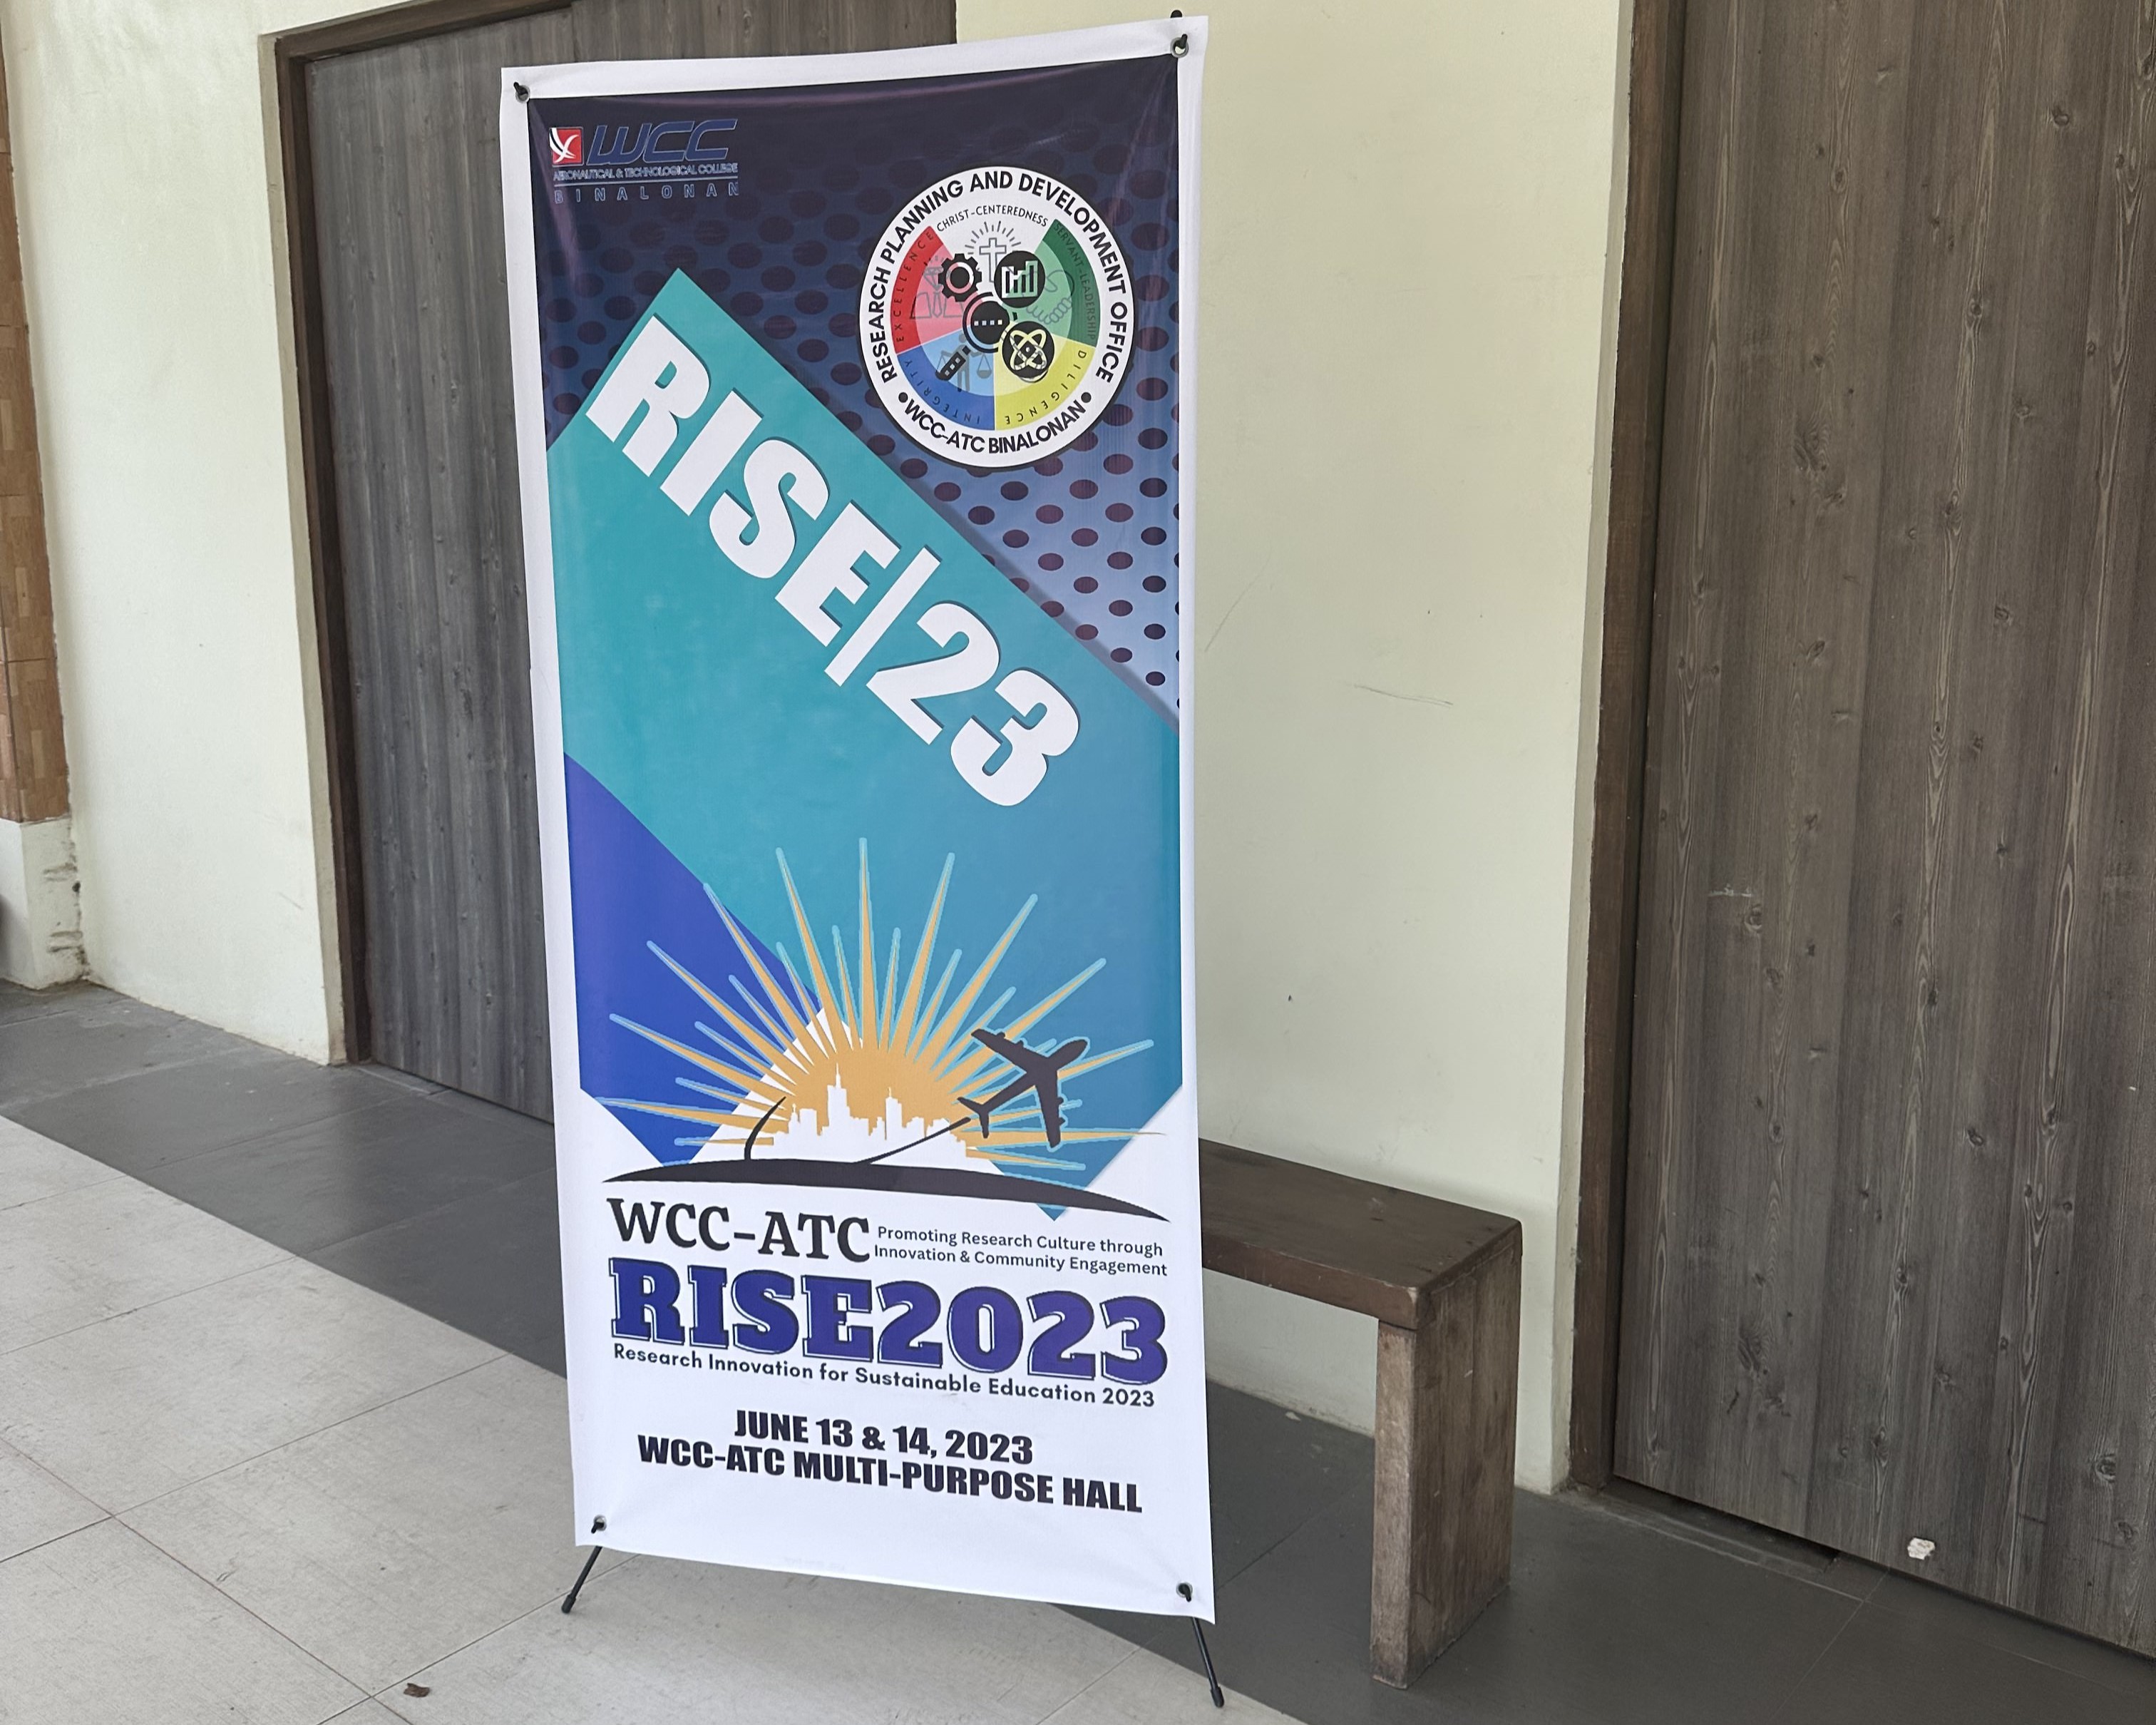 WCC
AERONAUTICAL & TECHNOLOGICAL COLLEGE
BINALONAN
RESEARCH PLANNING AND DEVELOPMENT OFFICE
CHRIST-CENTEREDNESS
EXCELLENCE
SERVANT-LEADERSHIP
INTEGRITY
DILIGENCE
• WCC-ATC BINALONAN •
RISE|23
WCC-ATC
Promoting Research Culture through
Innovation & Community Engagement
RISE2023
Research Innovation for Sustainable Education 2023
JUNE 13 & 14, 2023
WCC-ATC MULTI-PURPOSE HALL